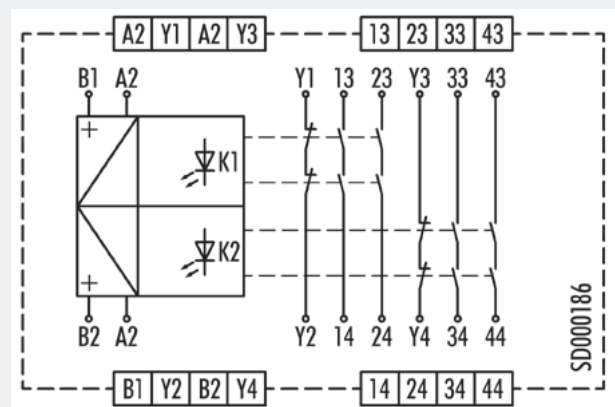 A2 Y1 A2 Y3 13 23 33 43
B1 A2 Y1 13 23 Y3 33 43
+
K1
K2
+
B2 A2 Y2 14 24 Y4 34 44
SD000186
B1 Y2 B2 Y4 14 24 34 44